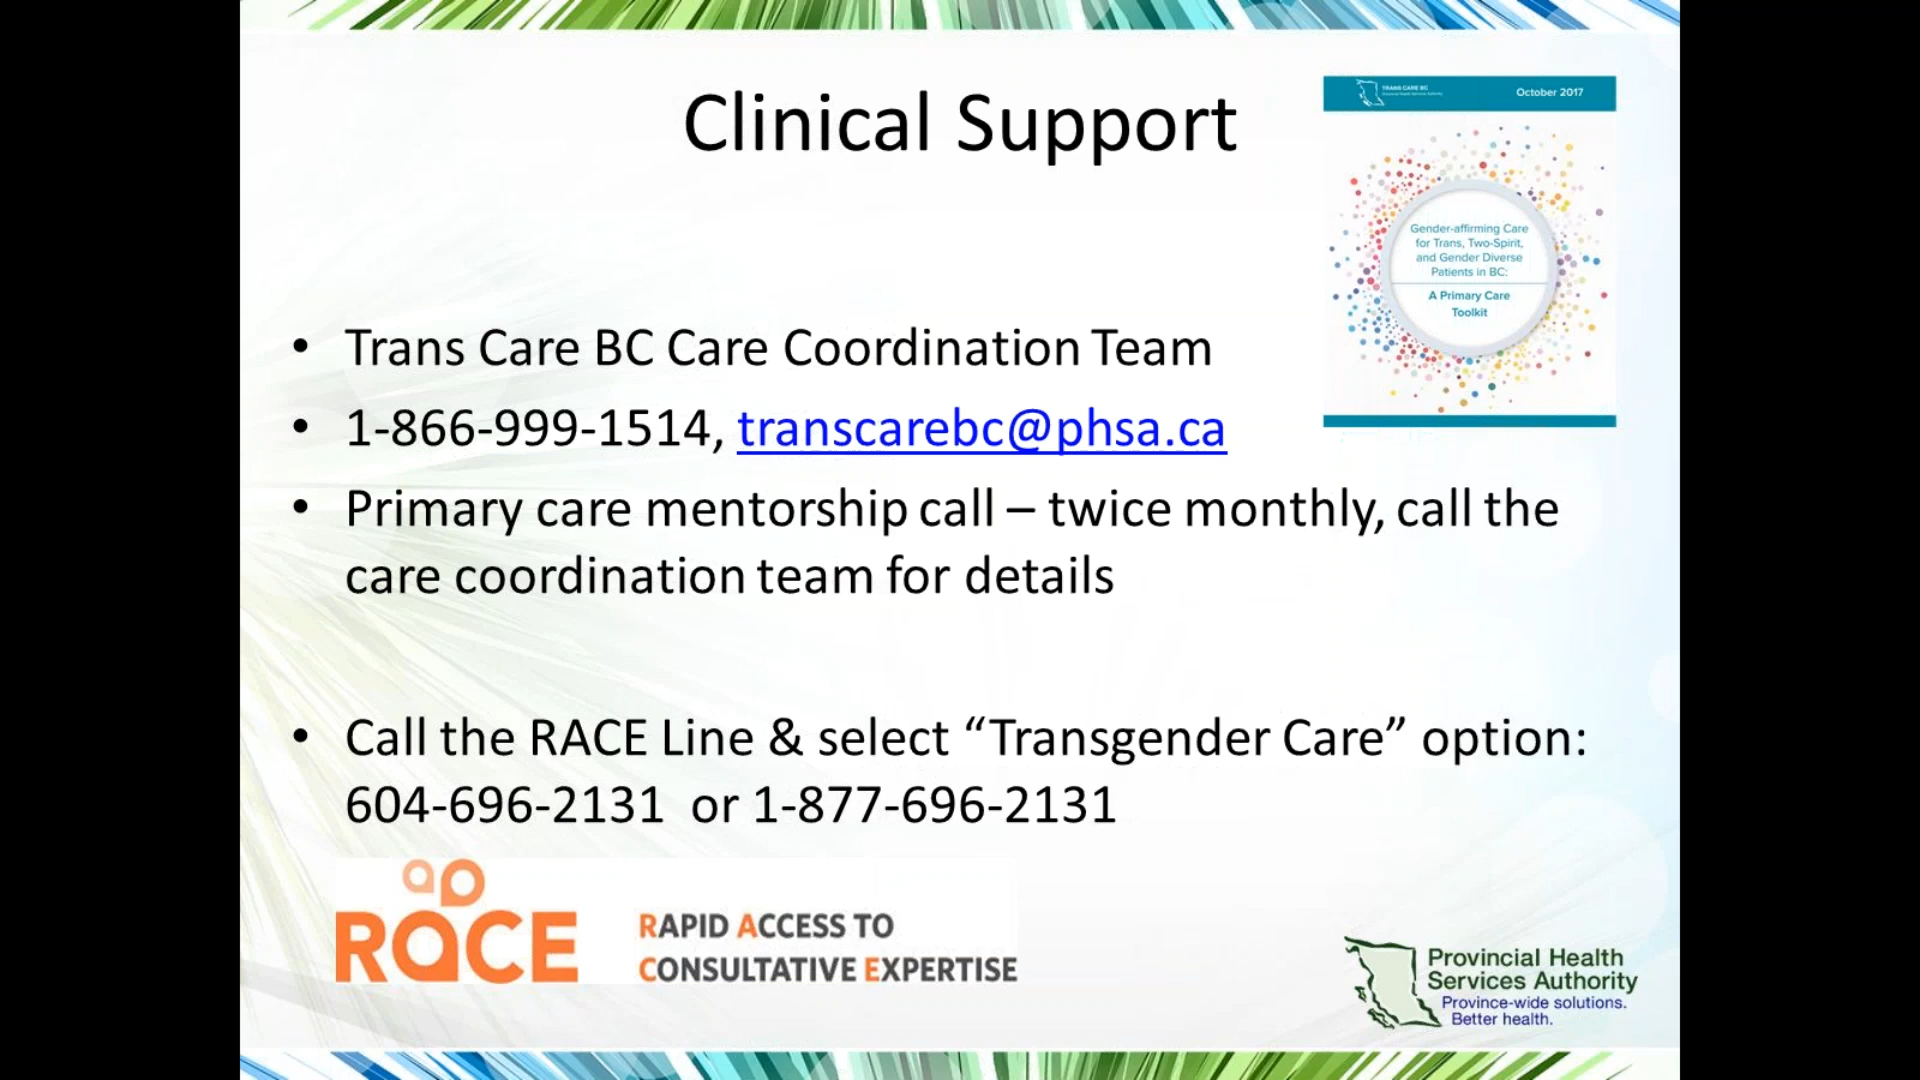 Clinical Support
TRANS CARE BC
October 2017
Gender-affirming Care
for Trans, Two-Spirit,
and Gender Diverse
Patients in BC:
A Primary Care
Toolkit
• Trans Care BC Care Coordination Team
• 1-866-999-1514, transcarebc@phsa.ca
• Primary care mentorship call – twice monthly, call the
care coordination team for details
• Call the RACE Line & select “Transgender Care” option:
604-696-2131 or 1-877-696-2131
RACE
RAPID ACCESS TO
CONSULTATIVE EXPERTISE
Provincial Health
Services Authority
Province-wide solutions.
Better health.